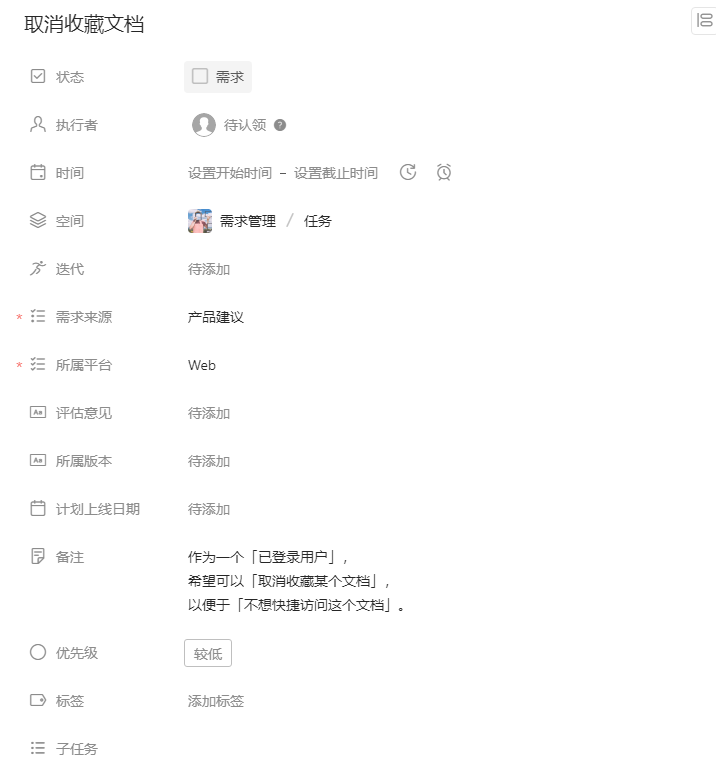 取消收藏文档
状态 需求
执行者 待认领 ?
时间 设置开始时间 – 设置截止时间
空间 需求管理 / 任务
迭代 待添加
* 需求来源 产品建议
* 所属平台 Web
评估意见 待添加
所属版本 待添加
计划上线日期 待添加
备注 作为一个「已登录用户」，
希望可以「取消收藏某个文档」，
以便于「不想快捷访问这个文档」。
优先级 较低
标签 添加标签
子任务